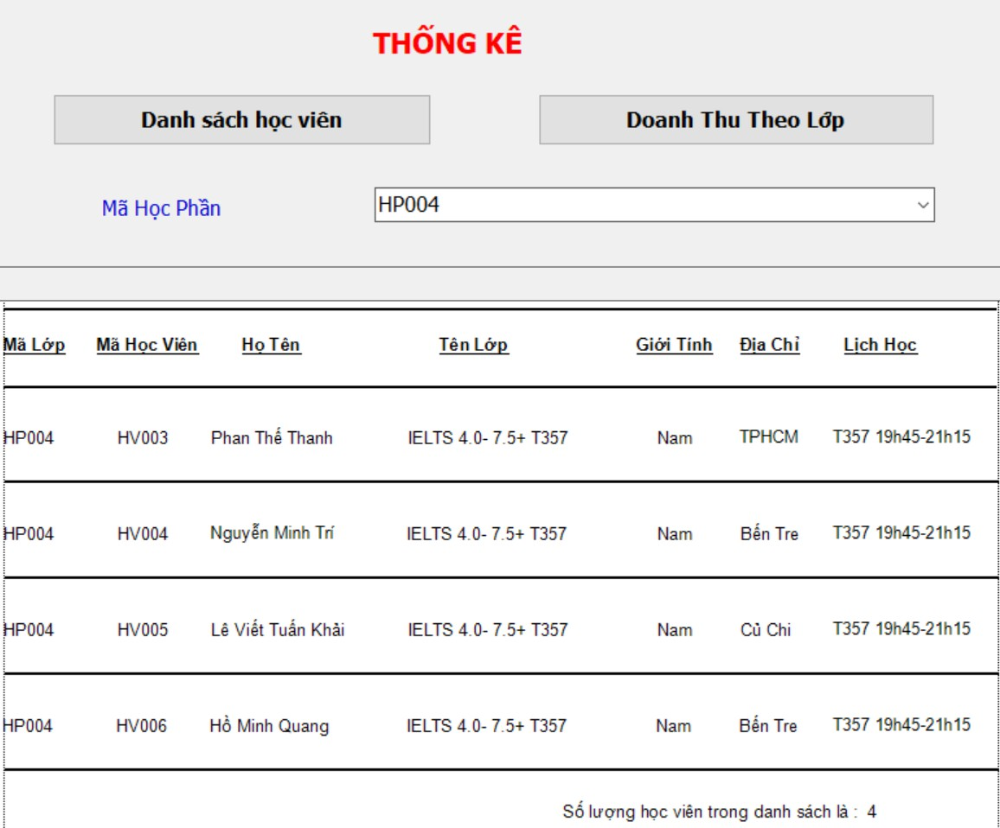 THỐNG KÊ
Danh sách học viên Doanh Thu Theo Lớp
Mã Học Phần HP004
Mã Lớp Mã Học Viên Họ Tên Tên Lớp Giới Tính Địa Chỉ Lịch Học
HP004 HV003 Phan Thế Thanh IELTS 4.0- 7.5+ T357 Nam TPHCM T357 19h45-21h15
HP004 HV004 Nguyễn Minh Trí IELTS 4.0- 7.5+ T357 Nam Bến Tre T357 19h45-21h15
HP004 HV005 Lê Viết Tuấn Khải IELTS 4.0- 7.5+ T357 Nam Củ Chi T357 19h45-21h15
HP004 HV006 Hồ Minh Quang IELTS 4.0- 7.5+ T357 Nam Bến Tre T357 19h45-21h15
Số lượng học viên trong danh sách là : 4